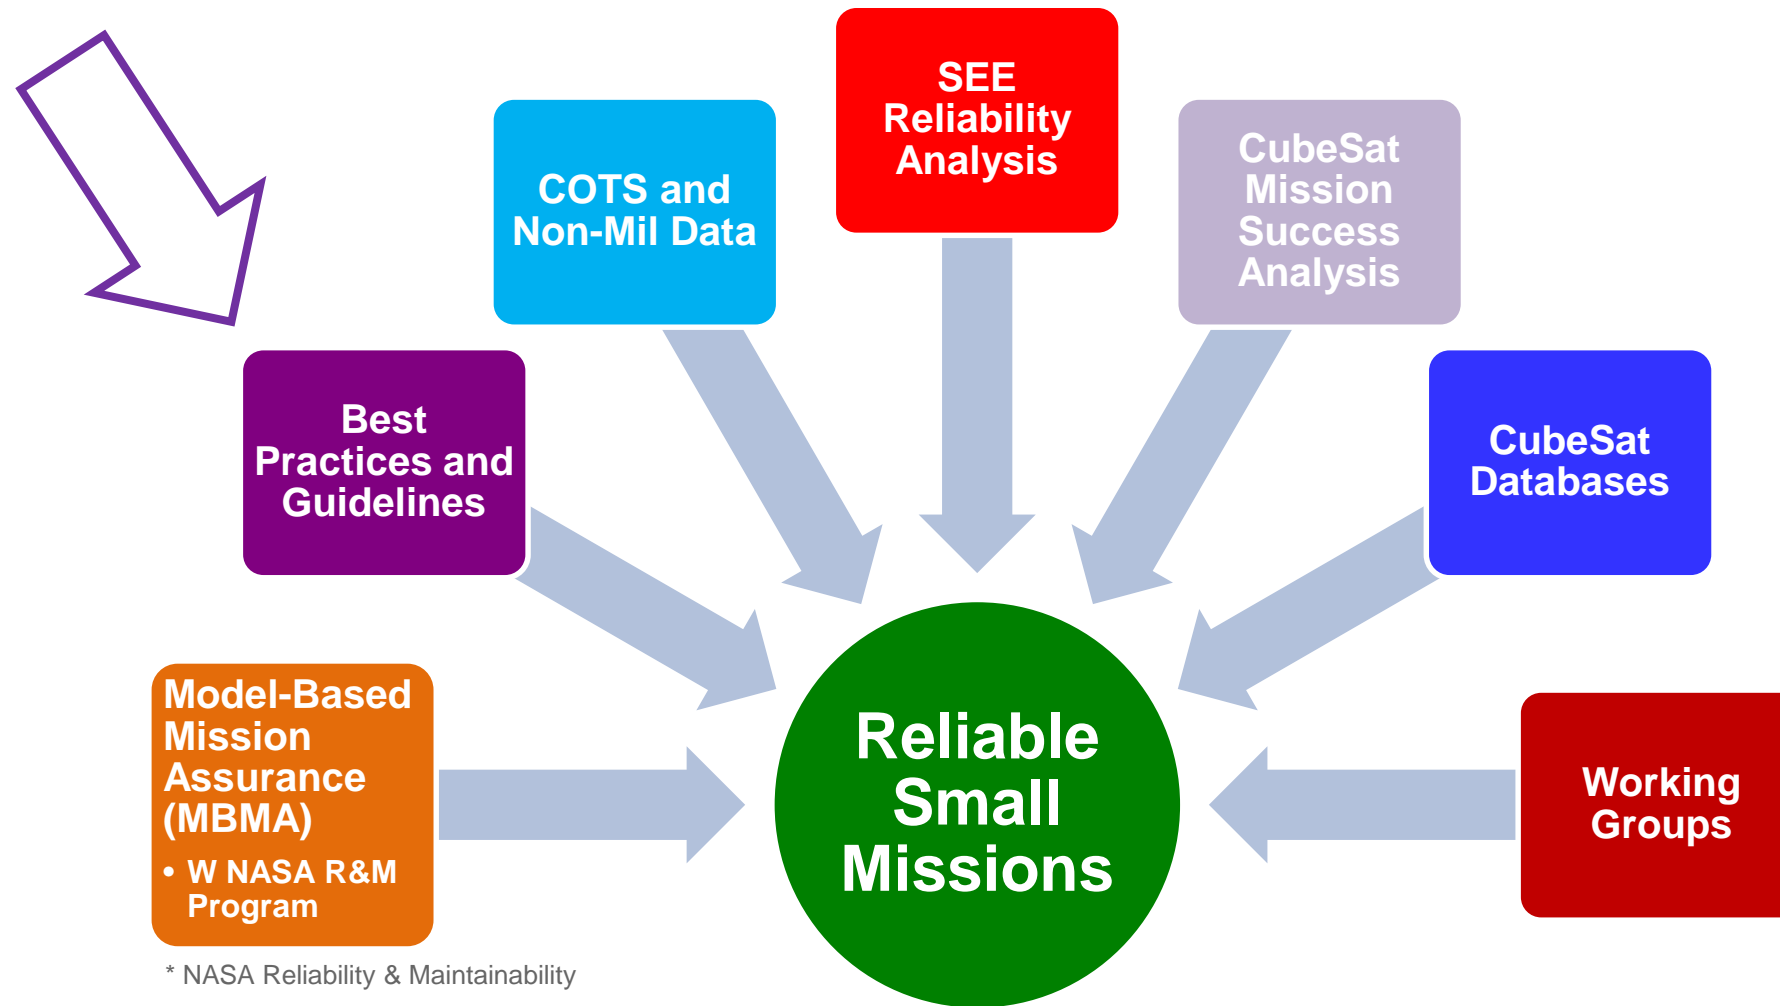 SEE
Reliability
Analysis
COTS and
Non-Mil Data
CubeSat
Mission
Success
Analysis
Best
Practices and
Guidelines
CubeSat
Databases
Model-Based
Mission
Assurance
(MBMA)
• W NASA R&M
Program
Reliable
Small
Missions
Working
Groups
* NASA Reliability & Maintainability